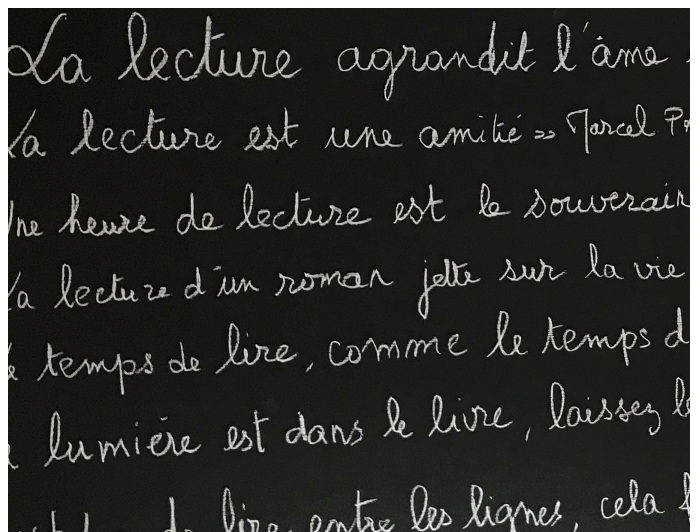 La lecture agrandit l'âme
La lecture est une amitié » Marcel
Une heure de lecture est le souverain
La lecture d'un roman jette sur la vie
temps de lire, comme le temps d
lumière est dans le livre, laissez
de lire entre les lignes, cela